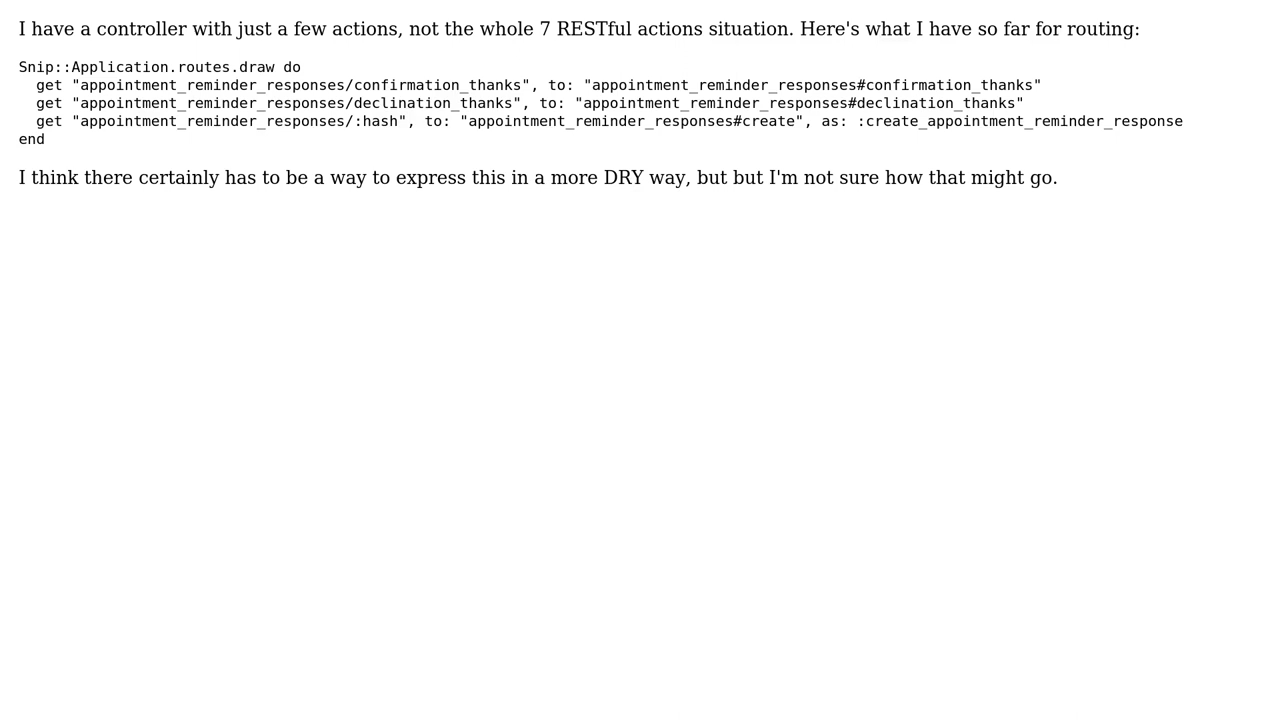 I have a controller with just a few actions, not the whole 7 RESTful actions situation. Here's what I have so far for routing:
Snip::Application.routes.draw do
  get "appointment_reminder_responses/confirmation_thanks", to: "appointment_reminder_responses#confirmation_thanks"
  get "appointment_reminder_responses/declination_thanks", to: "appointment_reminder_responses#declination_thanks"
  get "appointment_reminder_responses/:hash", to: "appointment_reminder_responses#create", as: :create_appointment_reminder_response
end
I think there certainly has to be a way to express this in a more DRY way, but but I'm not sure how that might go.